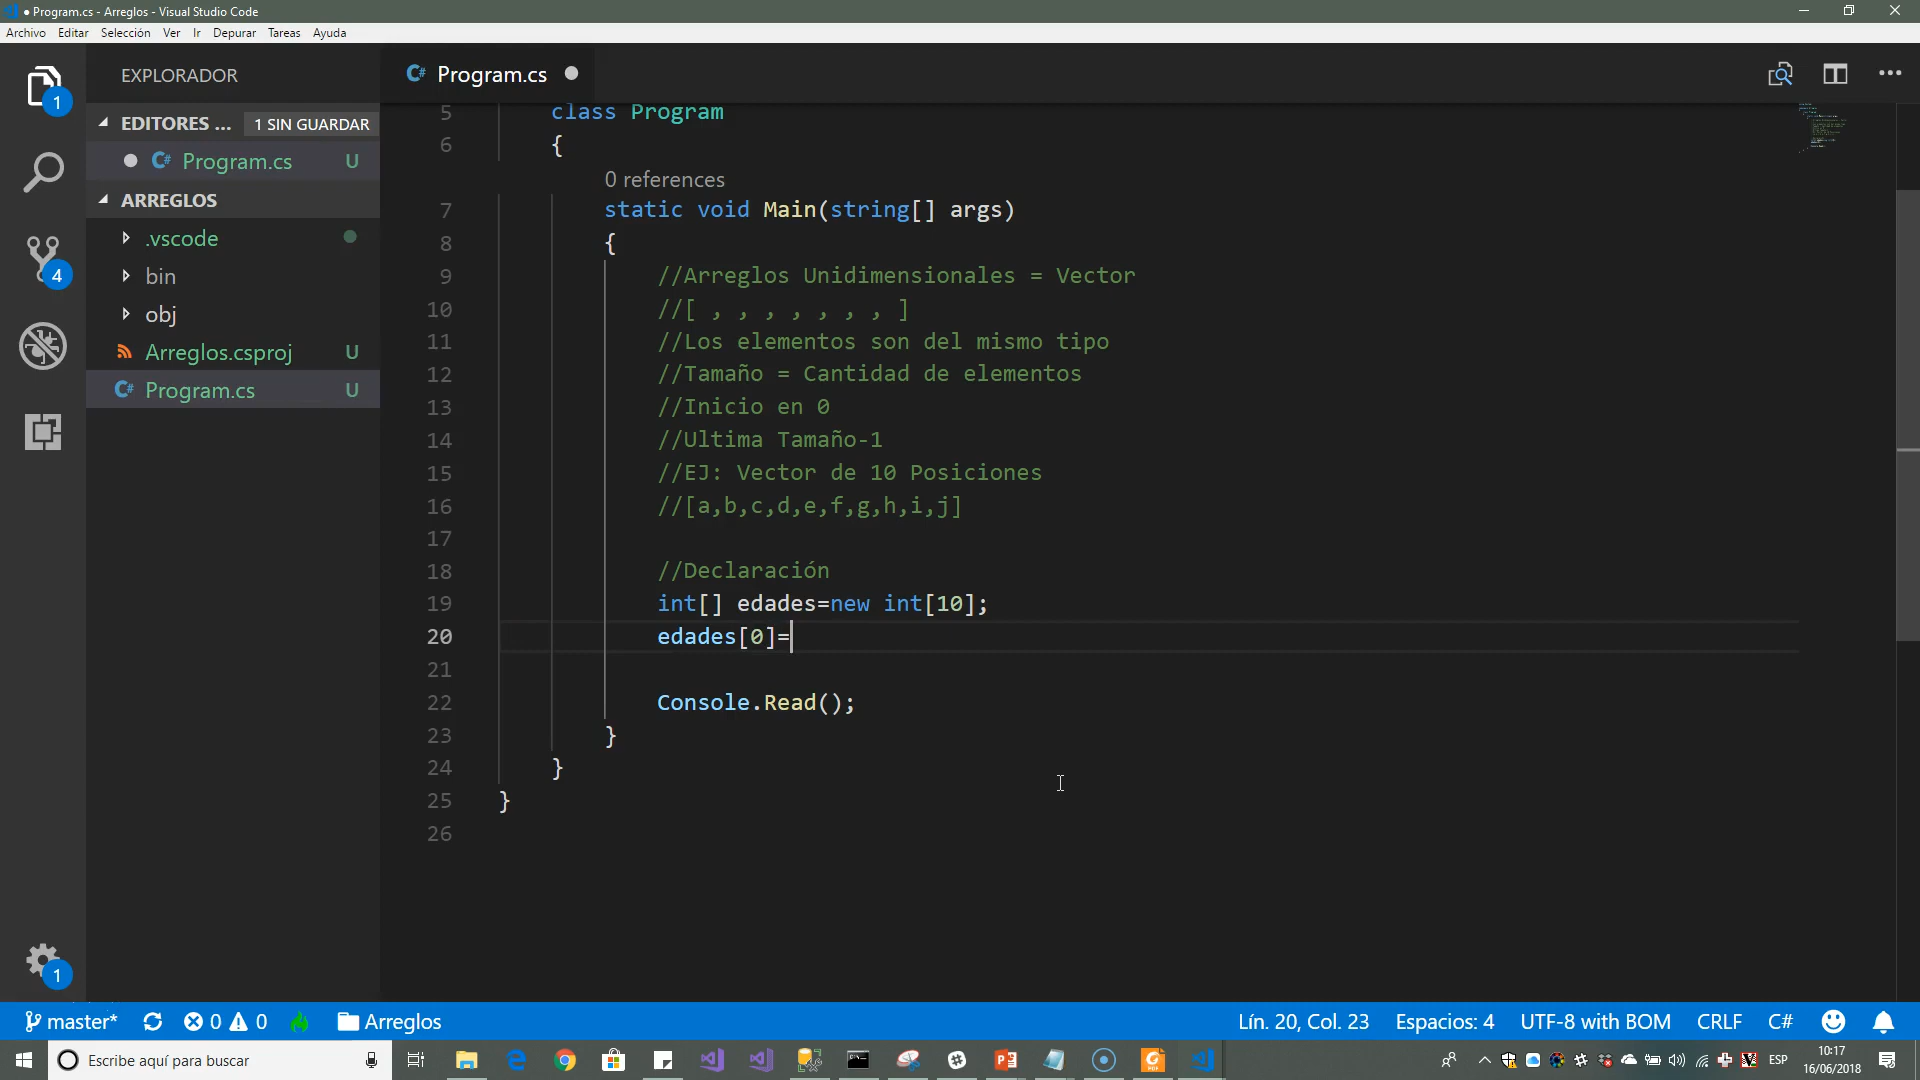 ● Program.cs - Arreglos - Visual Studio Code
Archivo Editar Selección Ver Ir Depurar Tareas Ayuda
EXPLORADOR
EDITORES ... 1 SIN GUARDAR
Program.cs U
ARREGLOS
.vscode
bin
obj
Arreglos.csproj U
Program.cs U
1
4
1
Program.cs
5 class Program
6 {
0 references
7 static void Main(string[] args)
8 {
9 //Arreglos Unidimensionales = Vector
10 //[ , , , , , , , ]
11 //Los elementos son del mismo tipo
12 //Tamaño = Cantidad de elementos
13 //Inicio en 0
14 //Ultima Tamaño-1
15 //EJ: Vector de 10 Posiciones
16 //[a,b,c,d,e,f,g,h,i,j]
17
18 //Declaración
19 int[] edades=new int[10];
20 edades[0]=
21
22 Console.Read();
23 }
24 }
25 }
26
master* 0 0 Arreglos Lín. 20, Col. 23 Espacios: 4 UTF-8 with BOM CRLF C#
Escribe aquí para buscar
ESP
10:17
16/06/2018